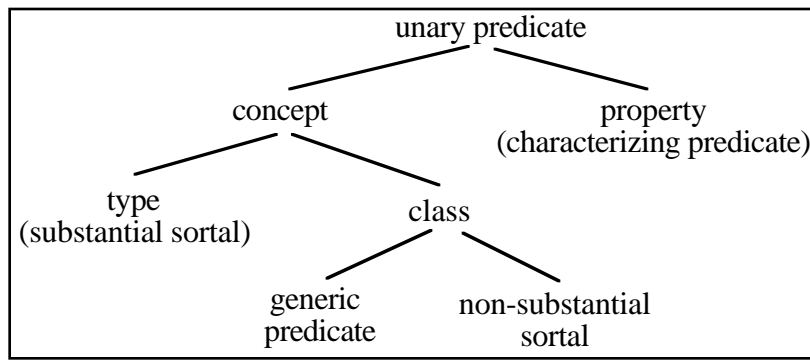 unary predicate
concept
property
(characterizing predicate)
type
(substantial sortal)
class
generic
predicate
non-substantial
sortal